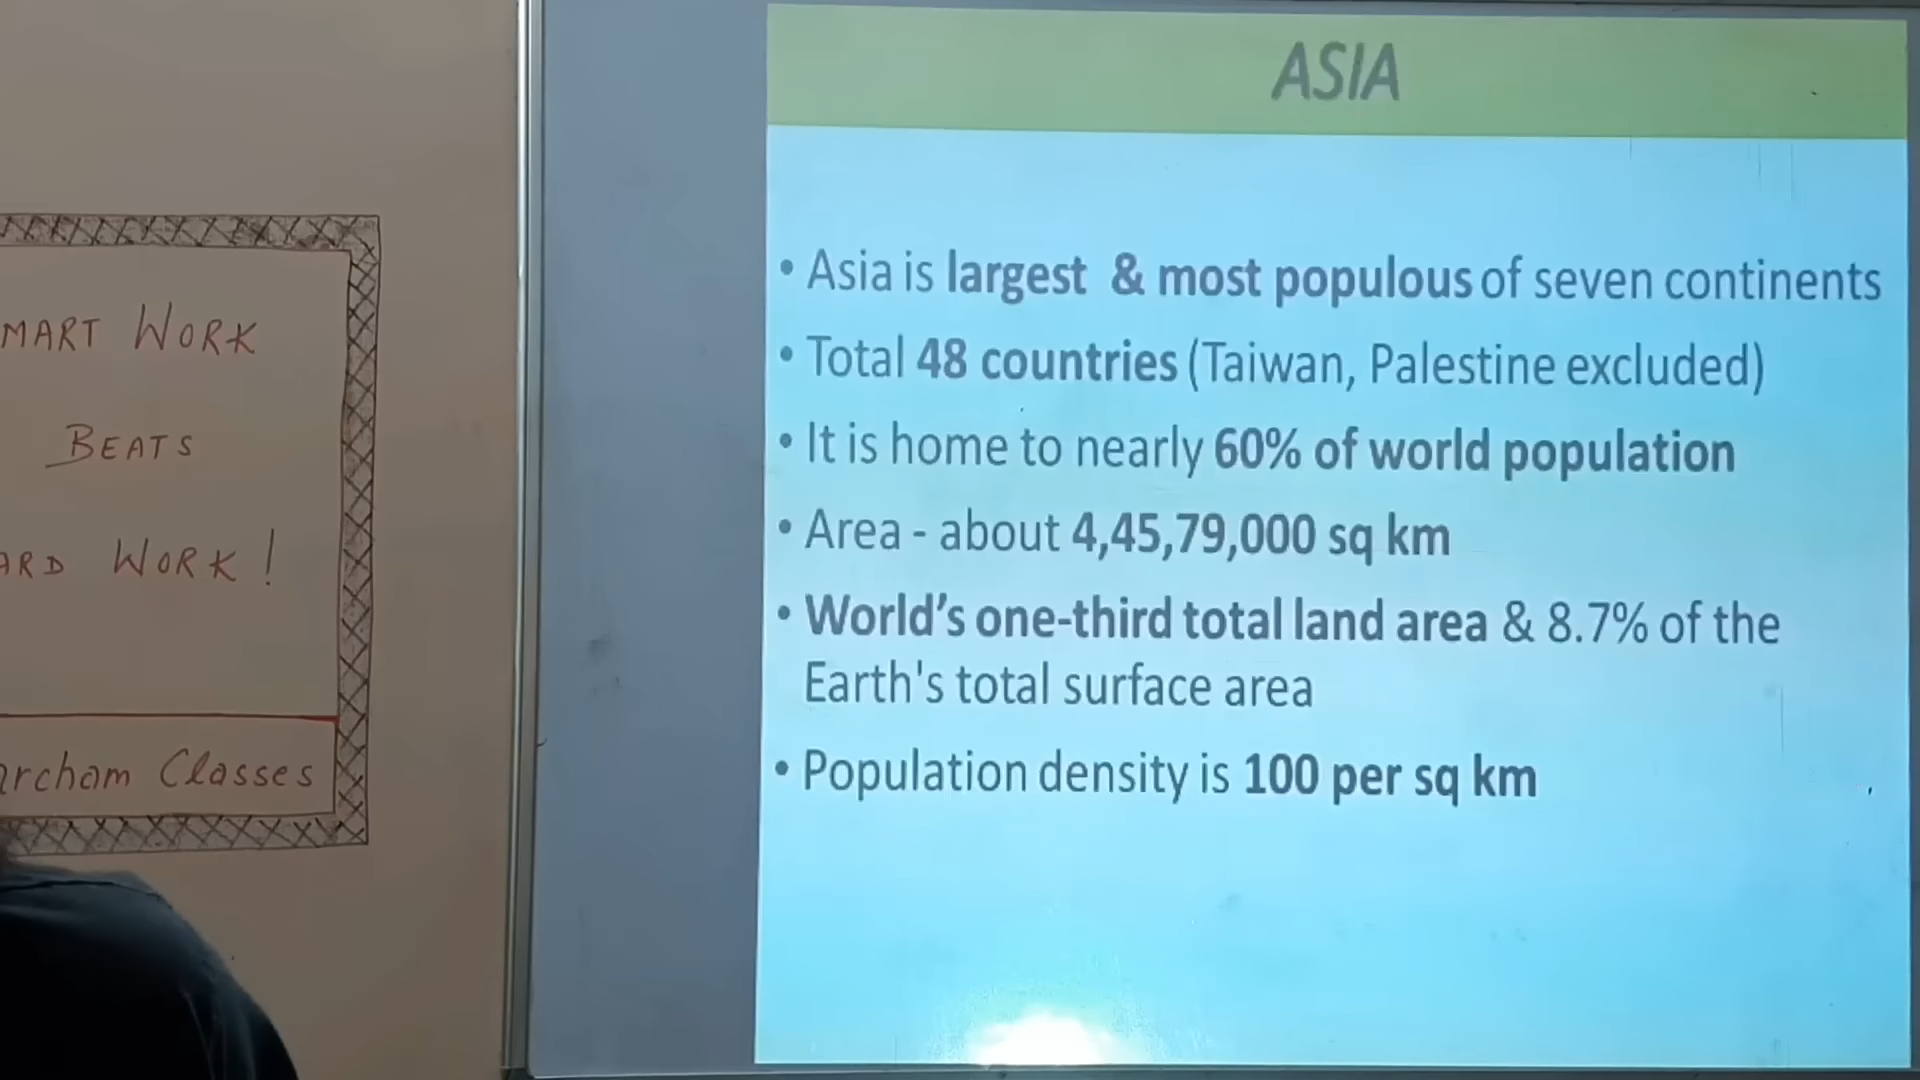 MART WORK
BEATS
ARD WORK!
Classes
ASIA
• Asia is largest & most populous of seven continents
• Total 48 countries (Taiwan, Palestine excluded)
• It is home to nearly 60% of world population
• Area - about 4,45,79,000 sq km
• World's one-third total land area & 8.7% of the
Earth's total surface area
• Population density is 100 per sq km